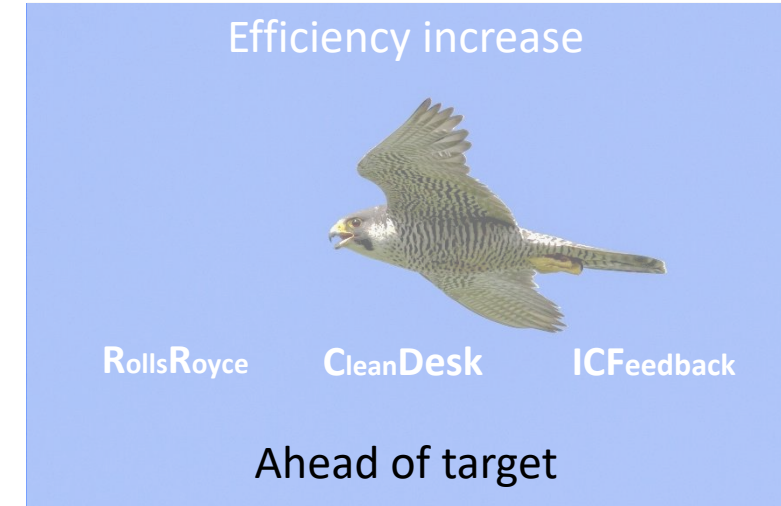 Efficiency increase
RollsRoyce CleanDesk ICFeedback
Ahead of target